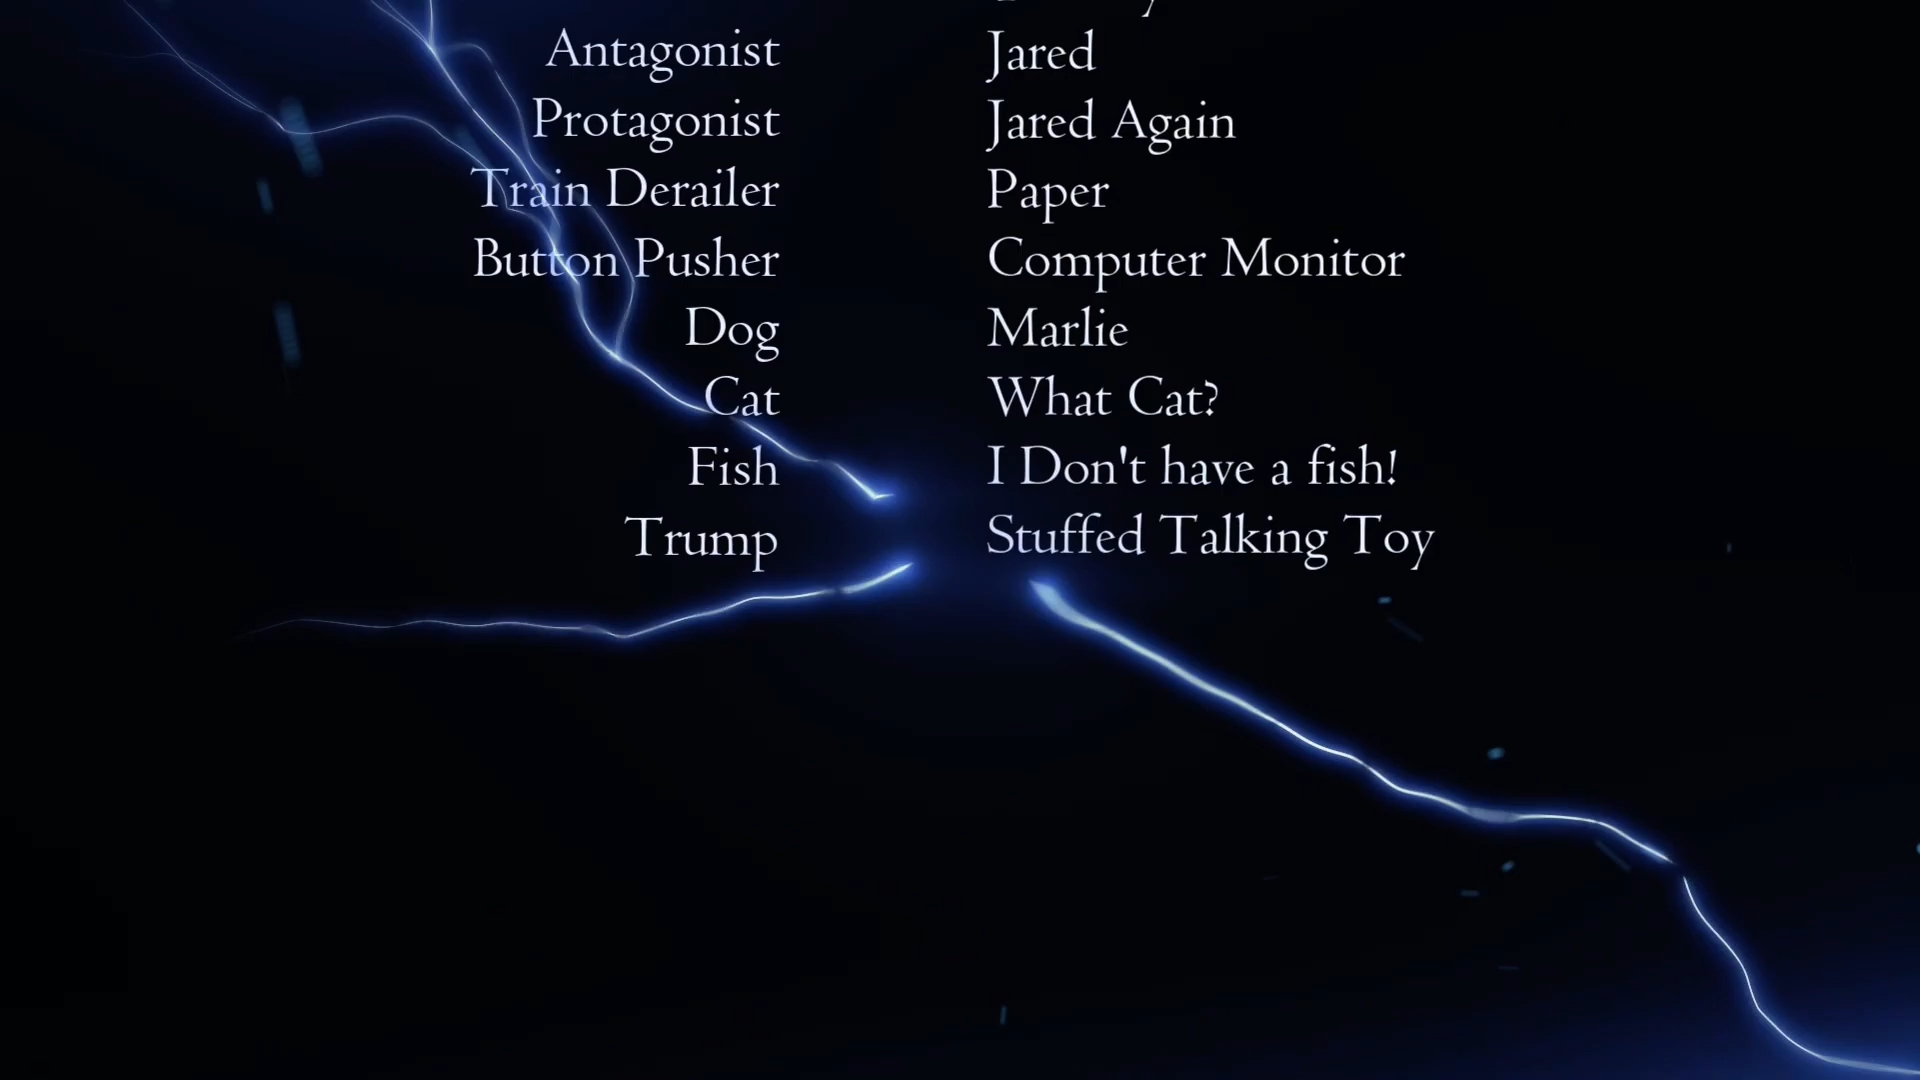 Antagonist Jared
Protagonist Jared Again
Train Derailer Paper
Button Pusher Computer Monitor
Dog Marlie
Cat What Cat?
Fish I Don't have a fish!
Trump Stuffed Talking Toy